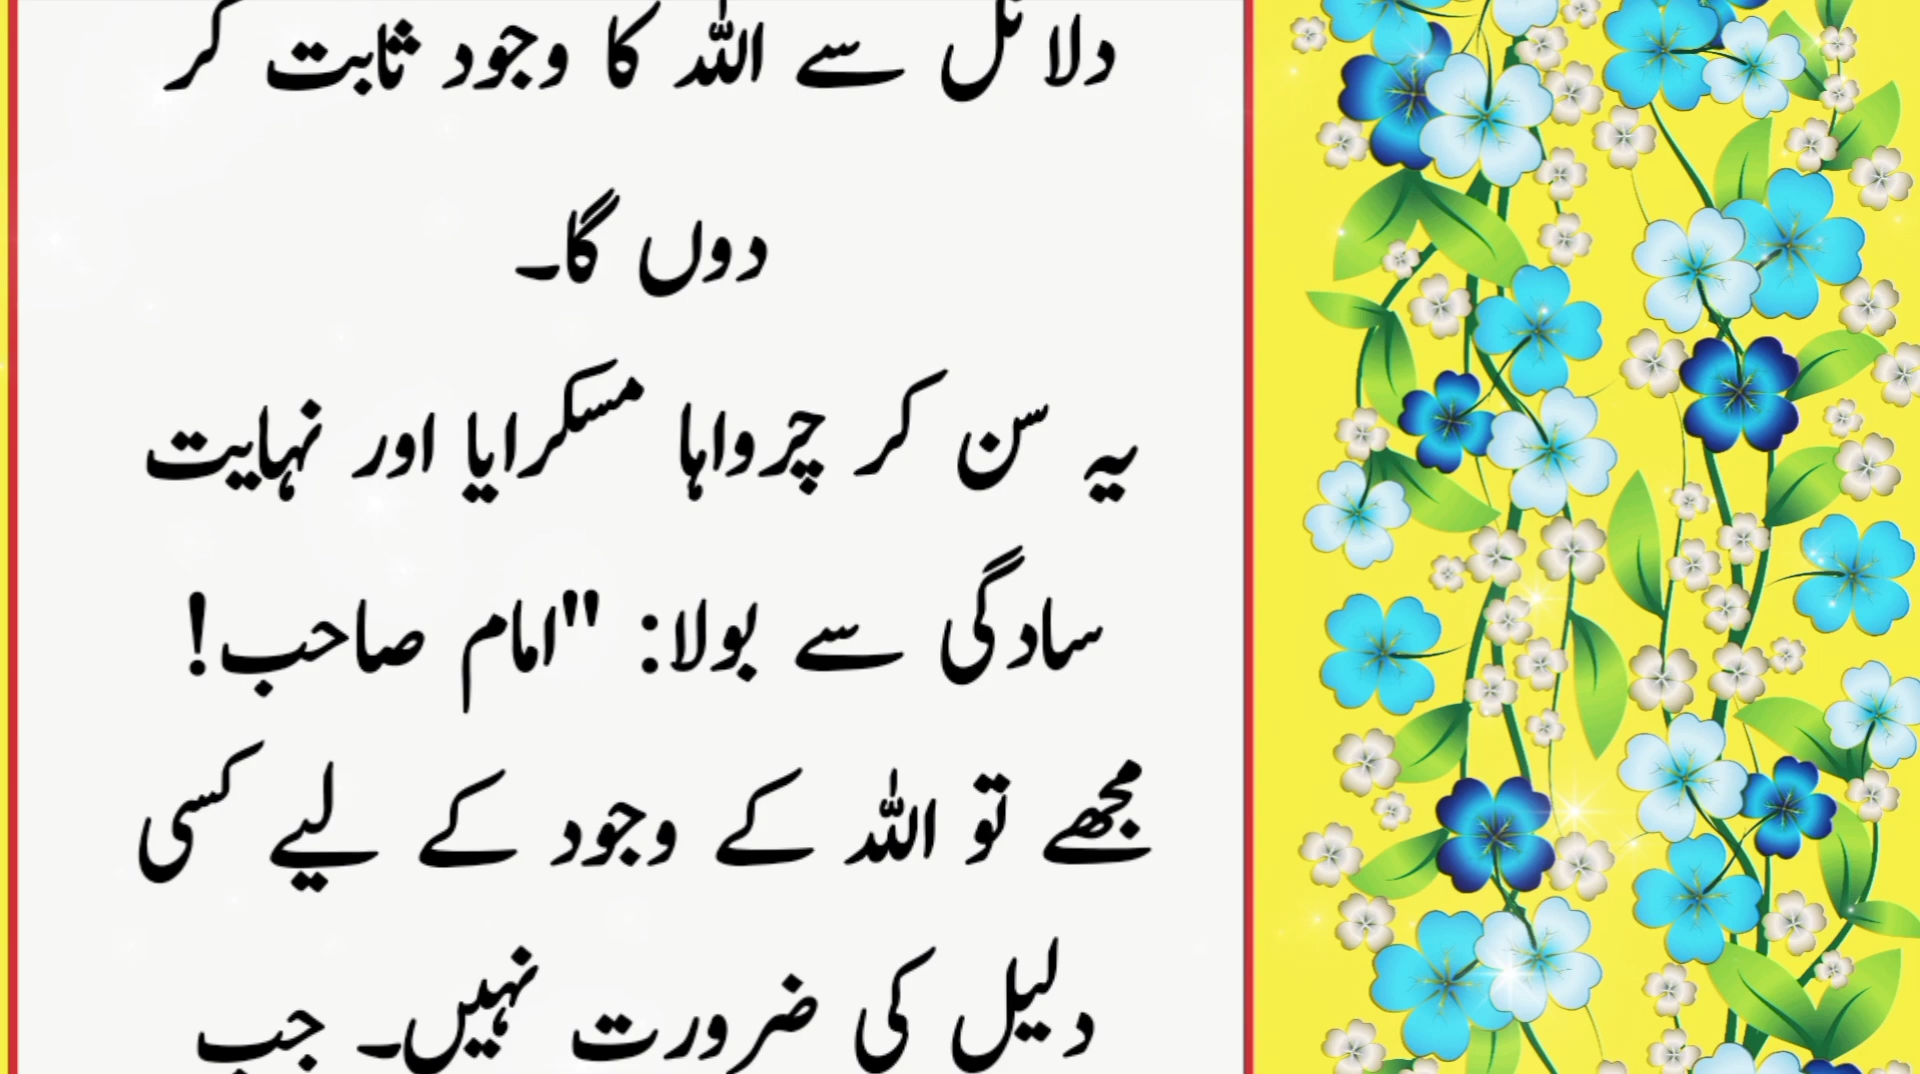 دلائل سے اللہ کا وجود ثابت کر
دوں گا۔
یہ سن کر چرواہا مسکرایا اور نہایت
سادگی سے بولا: "امام صاحب!
مجھے تو اللہ کے وجود کے لیے کسی
دلیل کی ضرورت نہیں۔ جب